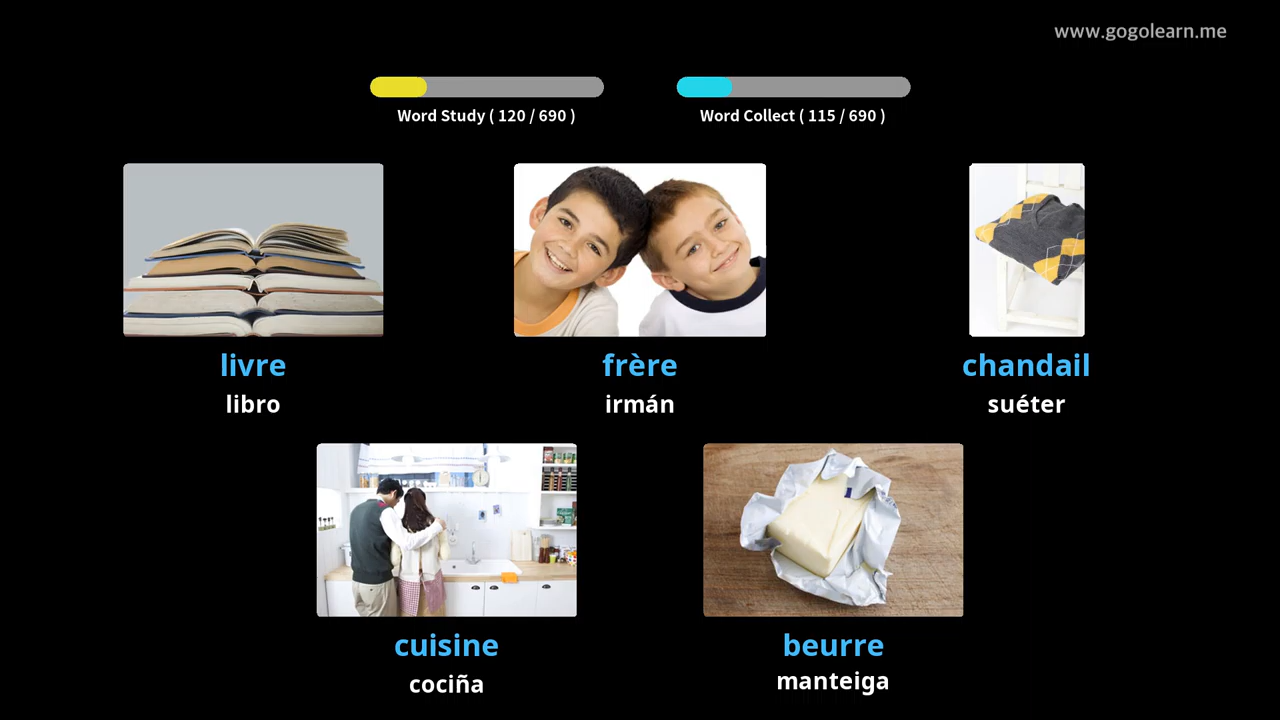 www.gogolearn.me
Word Study ( 120 / 690 )
Word Collect ( 115 / 690 )
livre
libro
frère
irmán
chandail
suéter
cuisine
cociña
beurre
manteiga